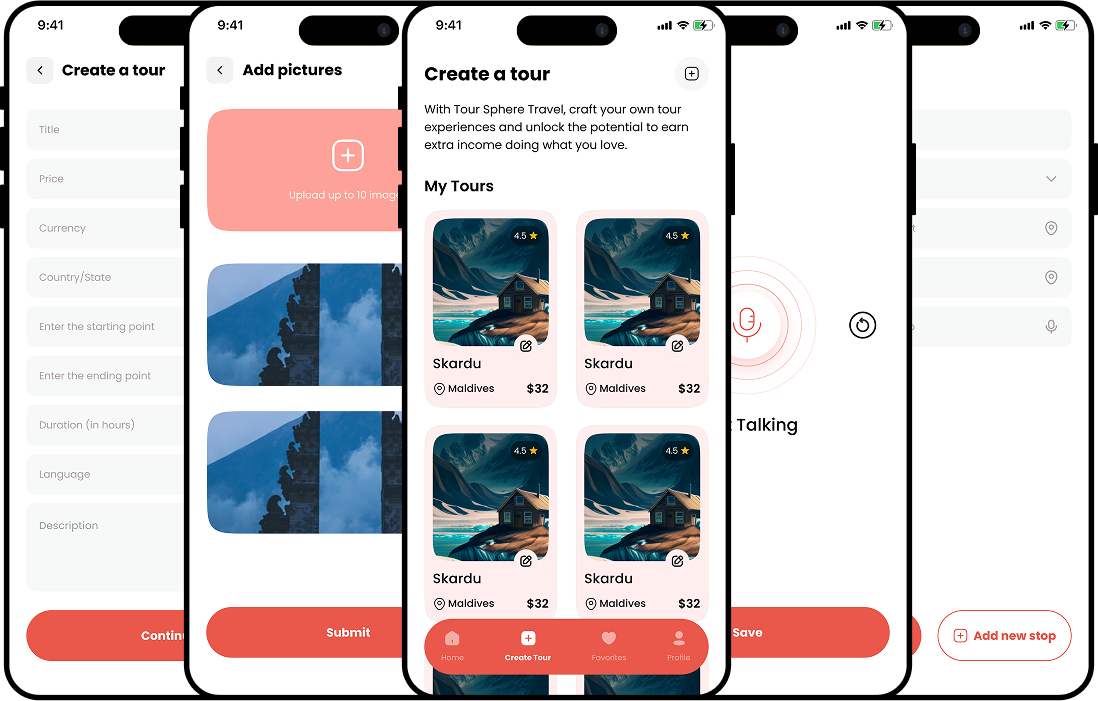 9:41
Create a tour
Title
Price
Currency
Country/State
Enter the starting point
Enter the ending point
Duration (in hours)
Language
Description
9:41
Add pictures
Upload up to 10
Submit
9:41
Create a tour
With Tour Sphere Travel, craft your own tour
experiences and unlock the potential to earn
extra income doing what you love.
My Tours
4.5
4.5
Skardu
Skardu
Maldives
$32
Maldives
$32
4.5
4.5
Skardu
Skardu
Maldives
$32
Maldives
$32
Home
Create Tour
Favorites
Profile
Talking
Save
Add new stop